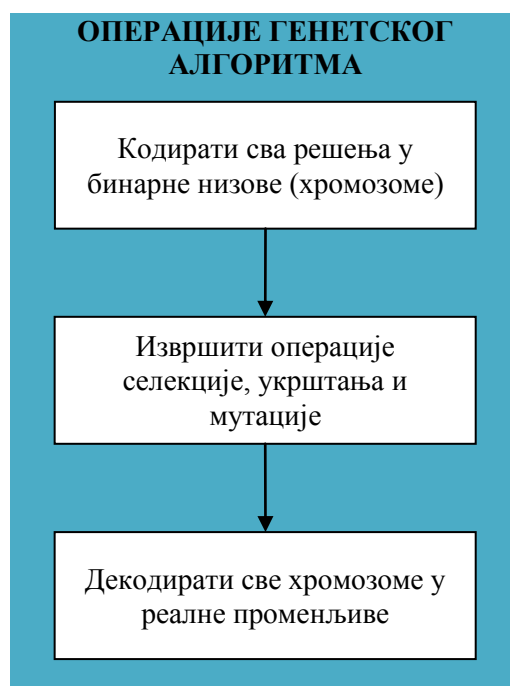 ОПЕРАЦИЈЕ ГЕНЕТСКОГ
АЛГОРИТМА
Кодирати сва решења у
бинарне низове (хромозоме)
Извршити операције
селекције, укрштања и
мутације
Декодирати све хромозоме у
реалне променљиве